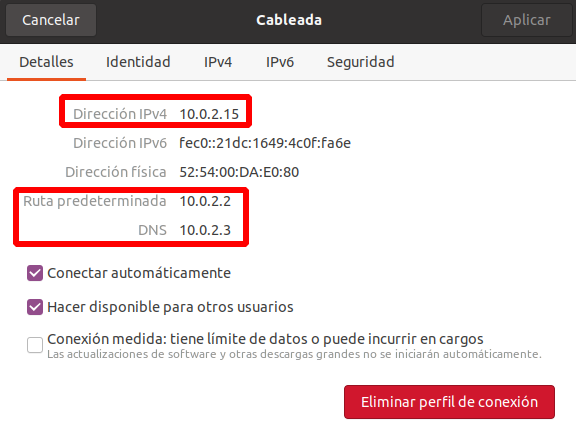 Cancelar
Cableada
Aplicar
Detalles
Identidad
IPv4
IPv6
Seguridad
Dirección IPv4 10.0.2.15
Dirección IPv6 fec0::21dc:1649:4c0f:fa6e
Dirección física 52:54:00:DA:E0:80
Ruta predeterminada 10.0.2.2
DNS 10.0.2.3
Conectar automáticamente
Hacer disponible para otros usuarios
Conexión medida: tiene límite de datos o puede incurrir en cargos
Las actualizaciones de software y otras descargas grandes no se iniciarán automáticamente.
Eliminar perfil de conexión